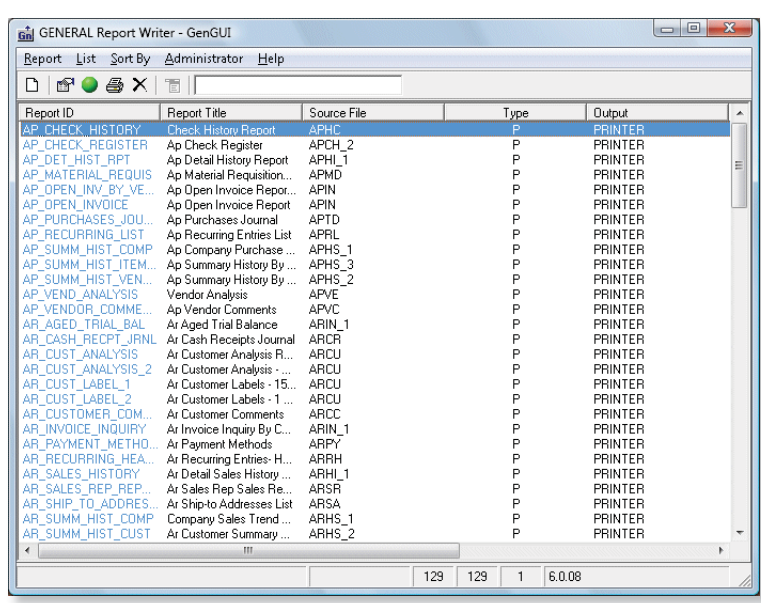 GENERAL Report Writer - GenGUI
Report List Sort By Administrator Help
Report ID Report Title Source File Type Output
AP_CHECK_HISTORY Check History Report APHC P PRINTER
AP_CHECK_REGISTER Ap Check Register APCH_2 P PRINTER
AP_DET_HIST_RPT Ap Detail History Report APHI_1 P PRINTER
AP_MATERIAL_REQUIS Ap Material Requisition... APMD P PRINTER
AP_OPEN_INV_BY_VE... Ap Open Invoice Repor... APIN P PRINTER
AP_OPEN_INVOICE Ap Open Invoice Report APIN P PRINTER
AP_PURCHASES_JOU... Ap Purchases Journal APTD P PRINTER
AP_RECURRING_LIST Ap Recurring Entries List APRL P PRINTER
AP_SUMM_HIST_COMP Ap Company Purchase ... APHS_1 P PRINTER
AP_SUMM_HIST_ITEM... Ap Summary History By ... APHS_3 P PRINTER
AP_SUMM_HIST_VEN... Ap Summary History By ... APHS_2 P PRINTER
AP_VEND_ANALYSIS Vendor Analysis APVE P PRINTER
AP_VENDOR_COMME... Ap Vendor Comments APVC P PRINTER
AR_AGED_TRIAL_BAL Ar Aged Trial Balance ARIN_1 P PRINTER
AR_CASH_RECPT_JRNL Ar Cash Receipts Journal ARCR P PRINTER
AR_CUST_ANALYSIS Ar Customer Analysis R... ARCU P PRINTER
AR_CUST_ANALYSIS_2 Ar Customer Analysis - ... ARCU P PRINTER
AR_CUST_LABEL_1 Ar Customer Labels - 15... ARCU P PRINTER
AR_CUST_LABEL_2 Ar Customer Labels - 1 ... ARCU P PRINTER
AR_CUSTOMER_COM... Ar Customer Comments ARCC P PRINTER
AR_INVOICE_INQUIRY Ar Invoice Inquiry By C... ARIN_1 P PRINTER
AR_PAYMENT_METHO... Ar Payment Methods ARPY P PRINTER
AR_RECURRING_HEA... Ar Recurring Entries- H... ARRH P PRINTER
AR_SALES_HISTORY Ar Detail Sales History ... ARHI_1 P PRINTER
AR_SALES_REP_REP... Ar Sales Rep Sales Re... ARSR P PRINTER
AR_SHIP_TO_ADDRES... Ar Ship-to Addresses List ARSA P PRINTER
AR_SUMM_HIST_COMP Company Sales Trend ... ARHS_1 P PRINTER
AR_SUMM_HIST_CUST Ar Customer Summary ... ARHS_2 P PRINTER
129 129 1 6.0.08